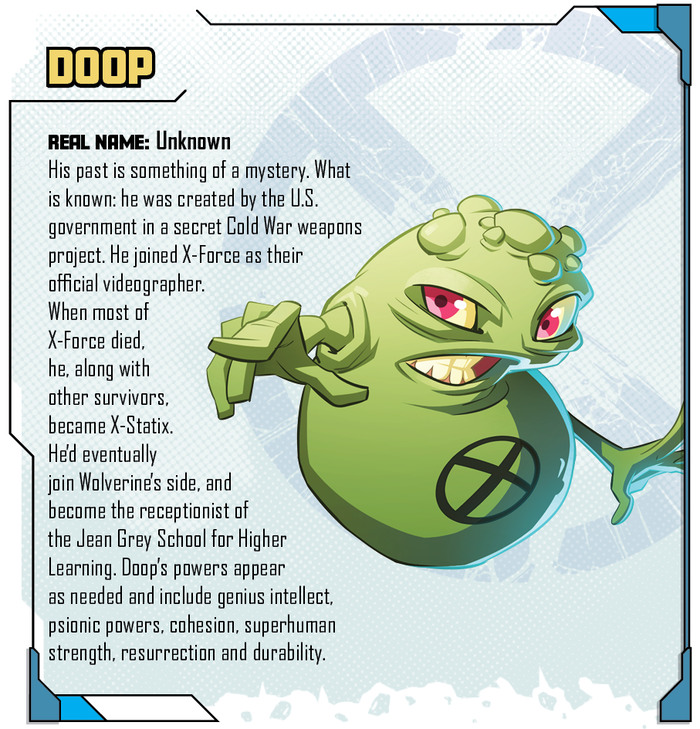 DOOP
REAL NAME: Unknown
His past is something of a mystery. What
is known: he was created by the U.S.
government in a secret Cold War weapons
project. He joined X-Force as their
official videographer.
When most of
X-Force died,
he, along with
other survivors,
became X-Statix.
He'd eventually
join Wolverine's side, and
become the receptionist of
the Jean Grey School for Higher
Learning. Doop's powers appear
as needed and include genius intellect,
psionic powers, cohesion, superhuman
strength, resurrection and durability.